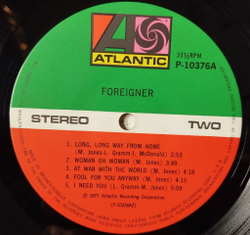 ATLANTIC
33⅓RPM
P-10376A
FOREIGNER
STEREO
TWO
1. LONG, LONG WAY FROM HOME
(M. Jones-L. Gramm-I. McDonald) 2:53
2. WOMAN OH WOMAN (M. Jones) 3:49
3. AT WAR WITH THE WORLD (M. Jones) 4:18
4. FOOL FOR YOU ANYWAY (M. Jones) 4:15
5. I NEED YOU (L. Gramm-M. Jones) 5:09
℗ 1977 Atlantic Recording Corporation